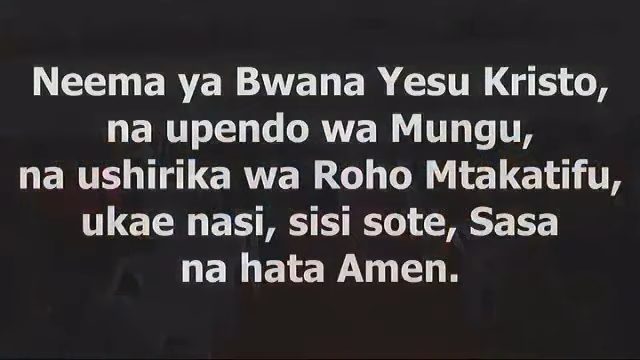 Neema ya Bwana Yesu Kristo,
na upendo wa Mungu,
na ushirika wa Roho Mtakatifu,
ukae nasi, sisi sote, Sasa
na hata Amen.